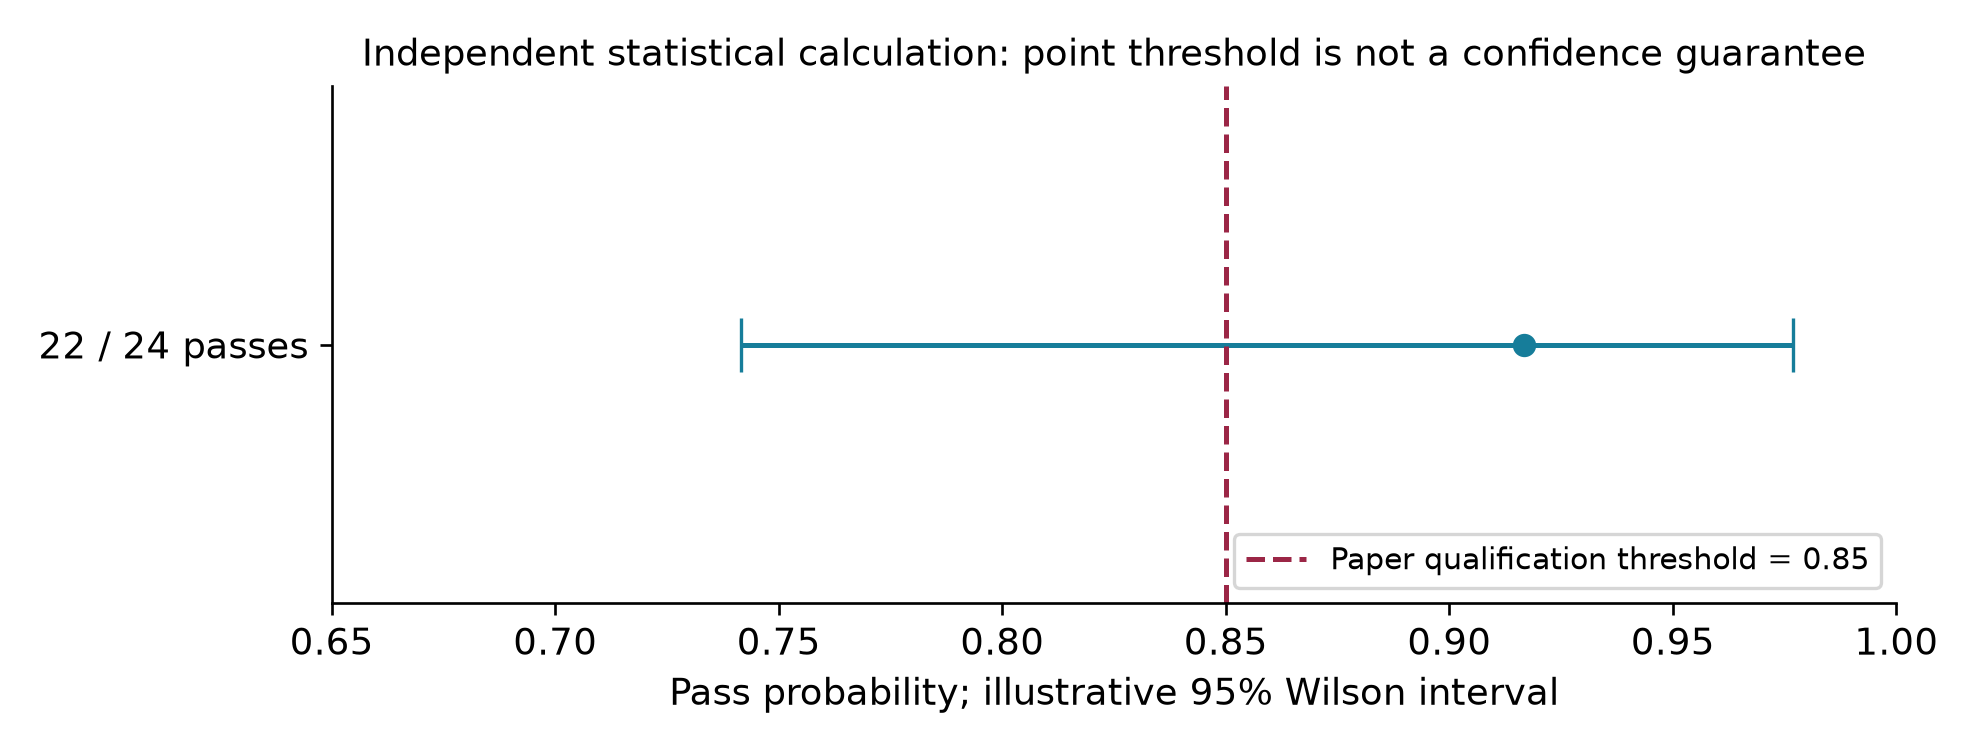 Independent statistical calculation: point threshold is not a confidence guarantee
22 / 24 passes
Paper qualification threshold = 0.85
0.65 0.70 0.75 0.80 0.85 0.90 0.95 1.00
Pass probability; illustrative 95% Wilson interval